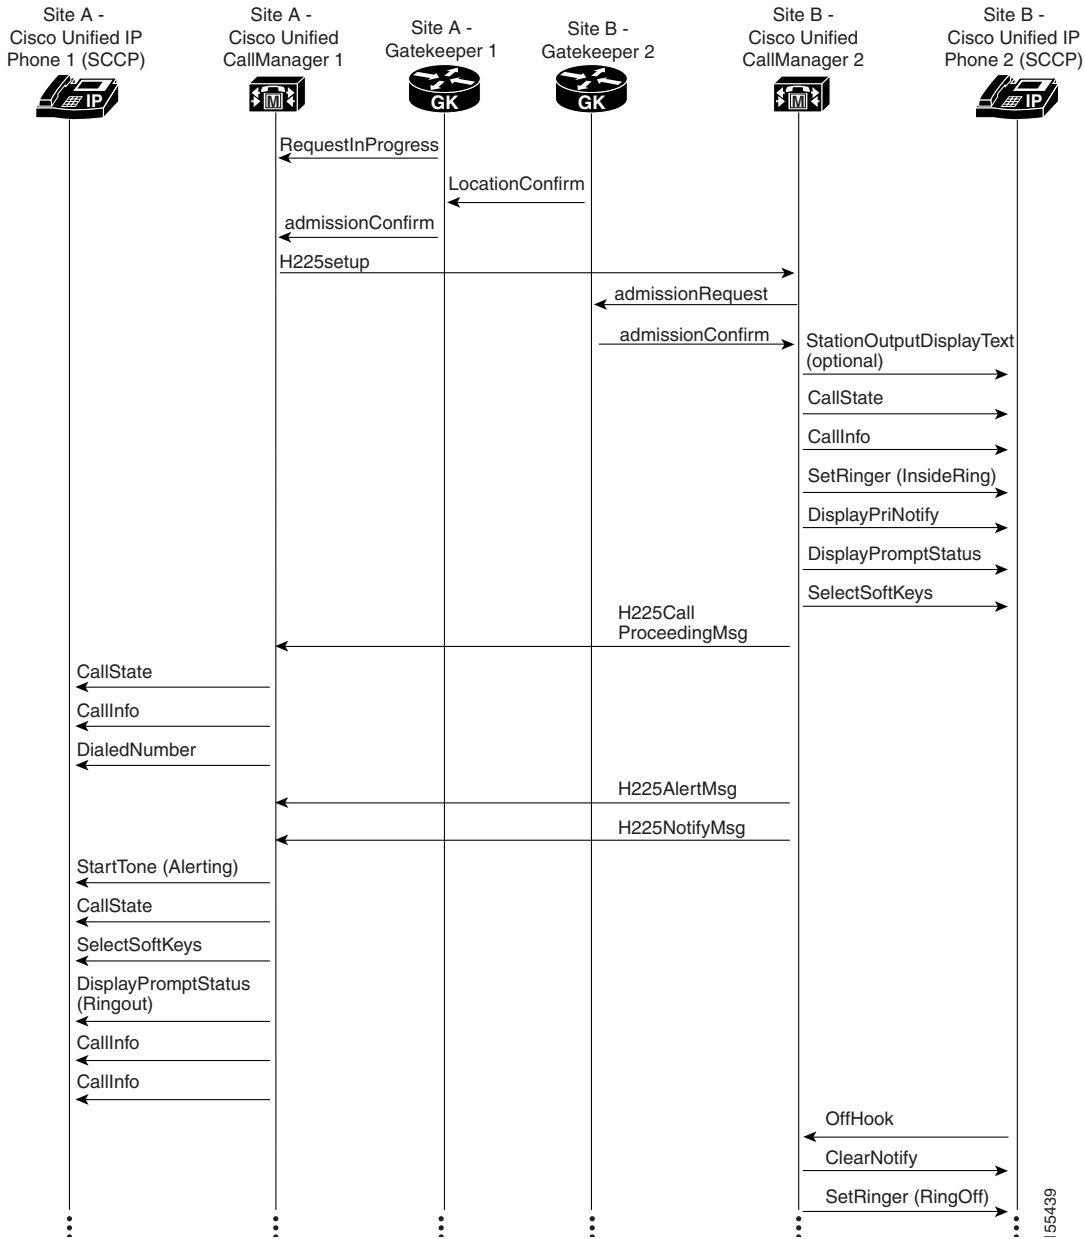 Site A -
Cisco Unified IP
Phone 1 (SCCP)
Site A -
Cisco Unified
CallManager 1
Site A -
Gatekeeper 1
Site B -
Gatekeeper 2
Site B -
Cisco Unified
CallManager 2
Site B -
Cisco Unified IP
Phone 2 (SCCP)
IP
M
GK
GK
M
IP
RequestInProgress
LocationConfirm
admissionConfirm
H225setup
admissionRequest
admissionConfirm
StationOutputDisplayText
(optional)
CallState
CallInfo
SetRinger (InsideRing)
DisplayPriNotify
DisplayPromptStatus
SelectSoftKeys
H225Call
ProceedingMsg
CallState
CallInfo
DialedNumber
H225AlertMsg
H225NotifyMsg
StartTone (Alerting)
CallState
SelectSoftKeys
DisplayPromptStatus
(Ringout)
CallInfo
CallInfo
OffHook
ClearNotify
SetRinger (RingOff)
155439